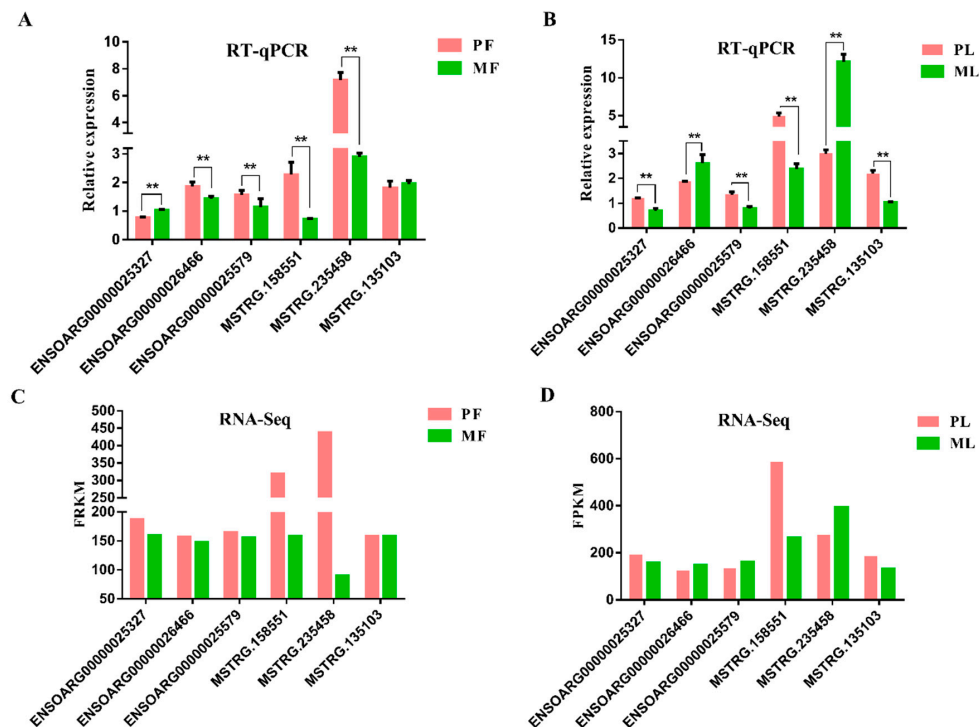 A
RT-qPCR
PF
MF
Relative expression
10
8
6
4
3
2
1
0
**
**
**
**
**
ENSOARG00000025327
ENSOARG00000026466
ENSOARG00000025579
MSTRG.158551
MSTRG.235458
MSTRG.135103
B
RT-qPCR
PL
ML
Relative expression
15
10
5
3
2
1
0
**
**
**
**
**
**
ENSOARG00000025327
ENSOARG00000026466
ENSOARG00000025579
MSTRG.158551
MSTRG.235458
MSTRG.135103
C
RNA-Seq
PF
MF
FRKM
500
450
400
350
300
250
200
150
100
50
ENSOARG00000025327
ENSOARG00000026466
ENSOARG00000025579
MSTRG.158551
MSTRG.235458
MSTRG.135103
D
RNA-Seq
PL
ML
FPKM
800
600
400
200
0
ENSOARG00000025327
ENSOARG00000026466
ENSOARG00000025579
MSTRG.158551
MSTRG.235458
MSTRG.135103